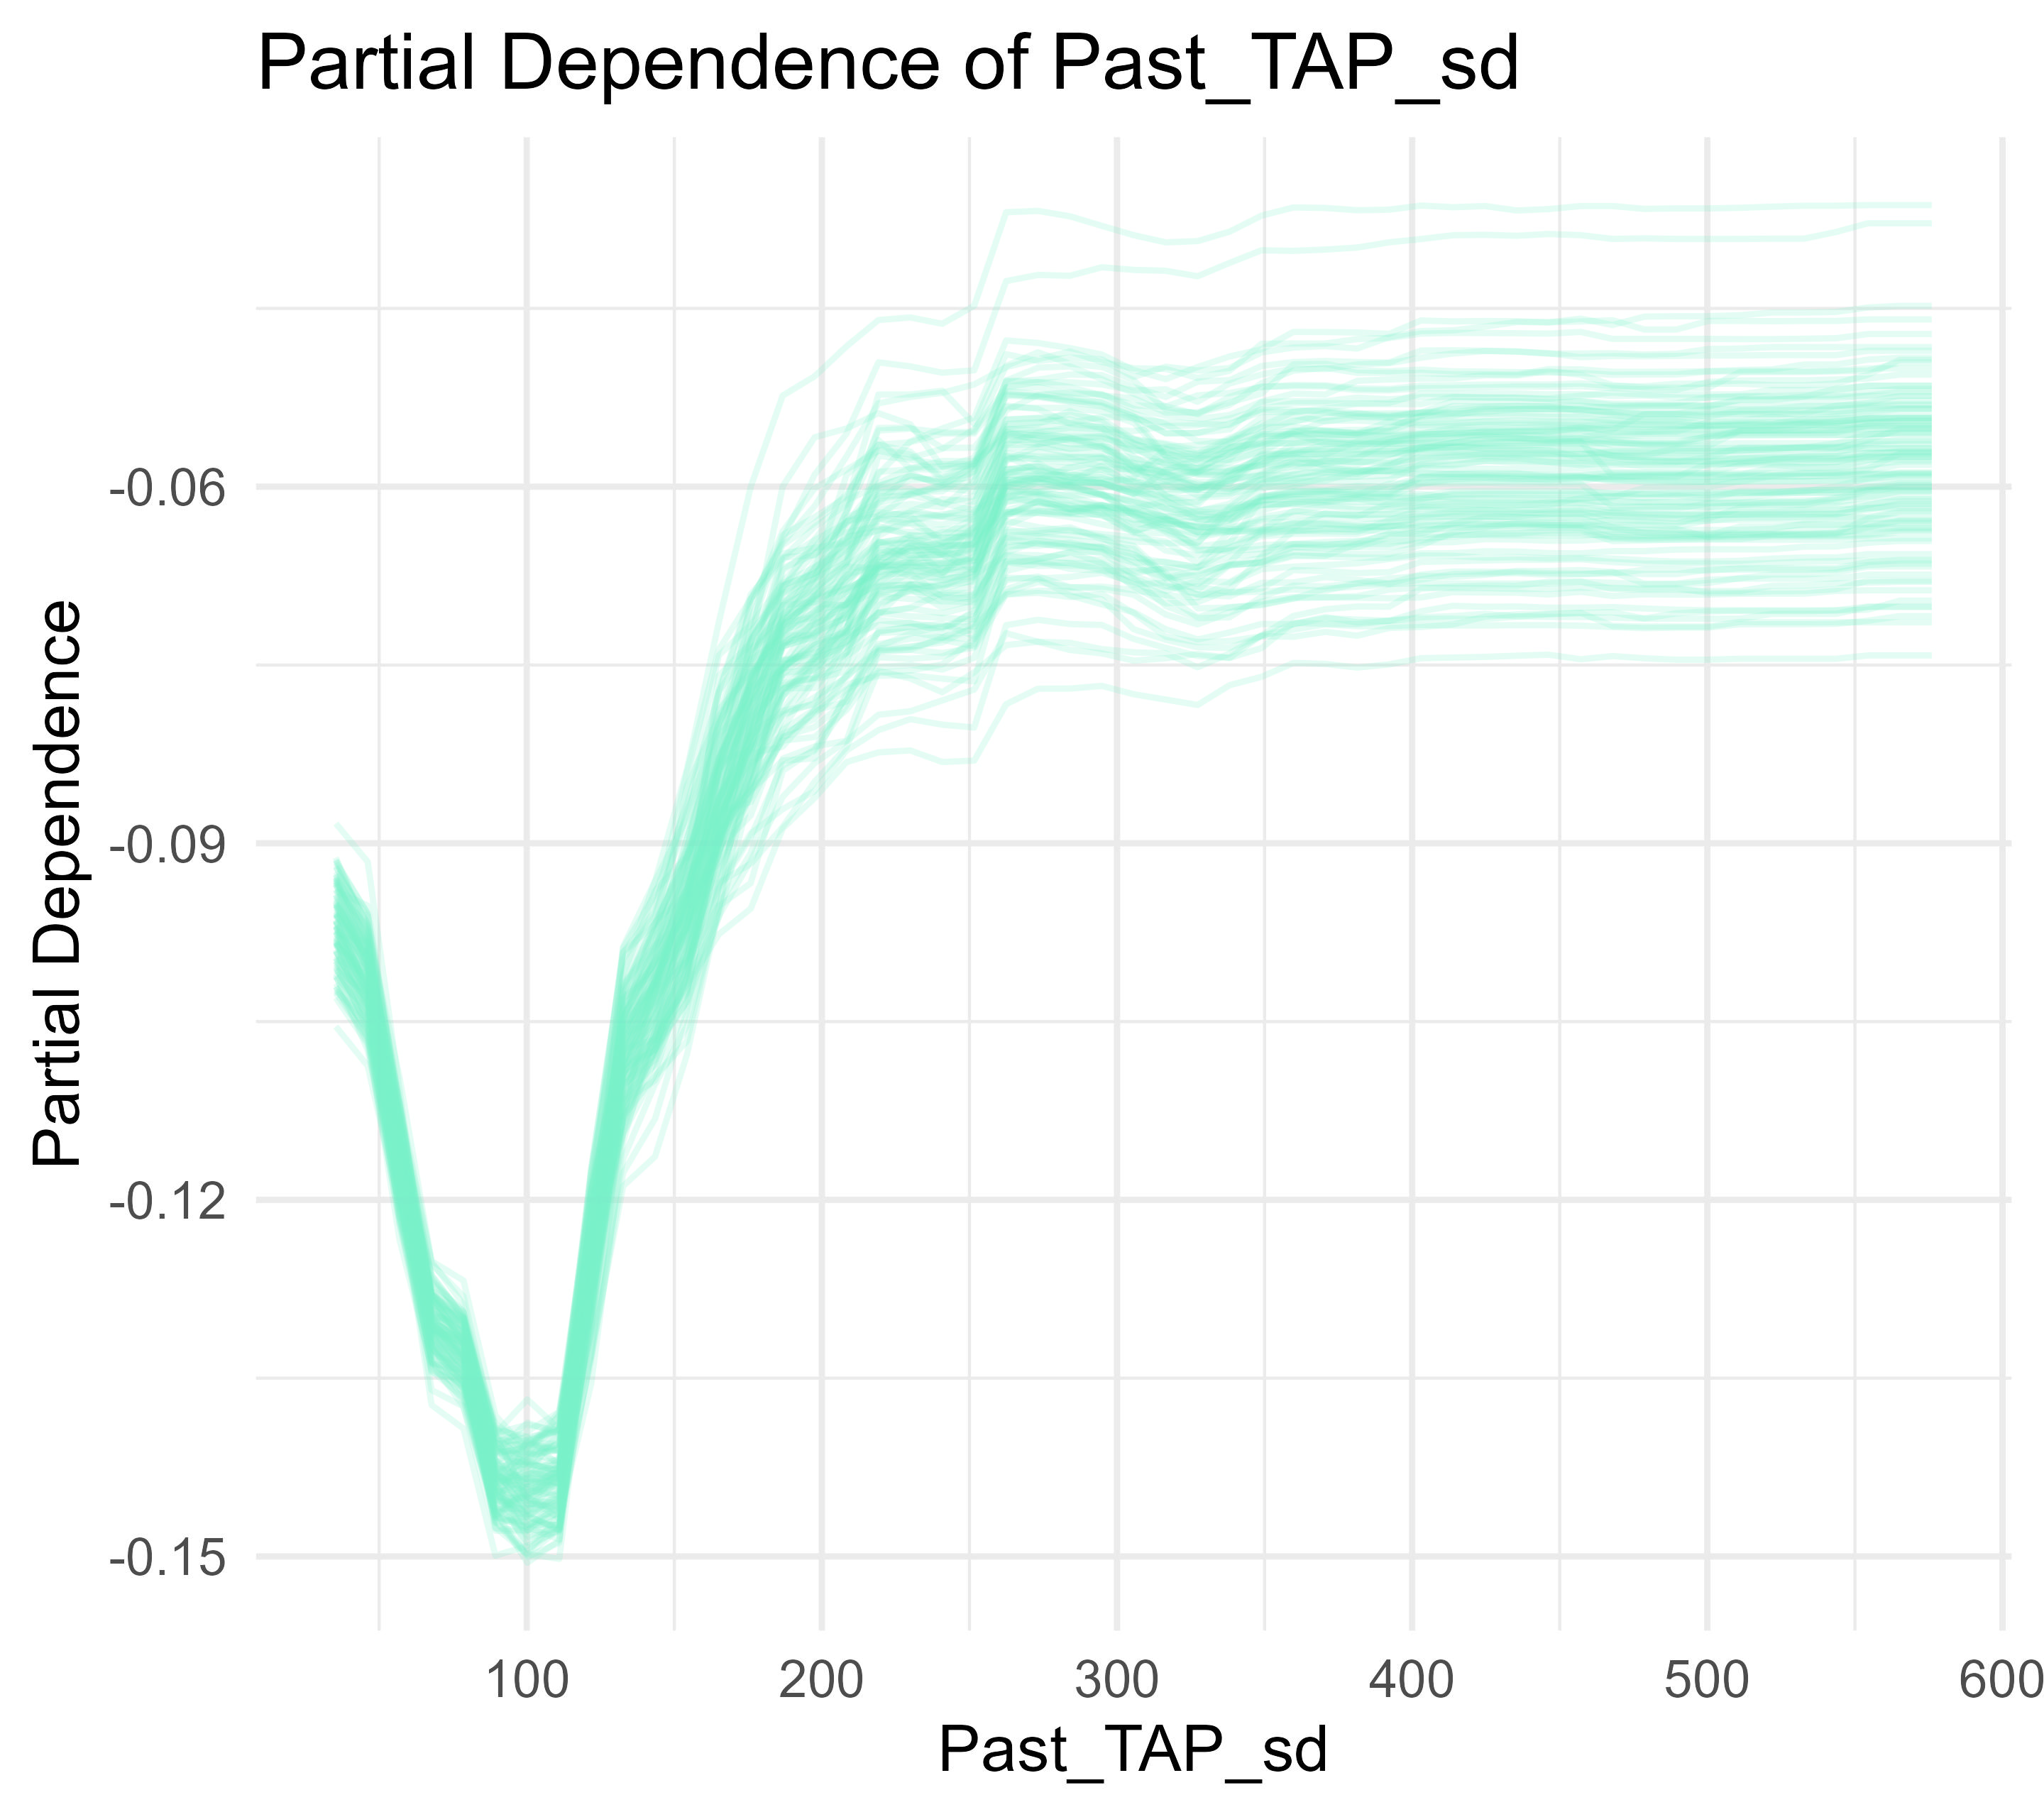 Partial Dependence of Past_TAP_sd
Partial Dependence
-0.06
-0.09
-0.12
-0.15
100 200 300 400 500 600
Past_TAP_sd